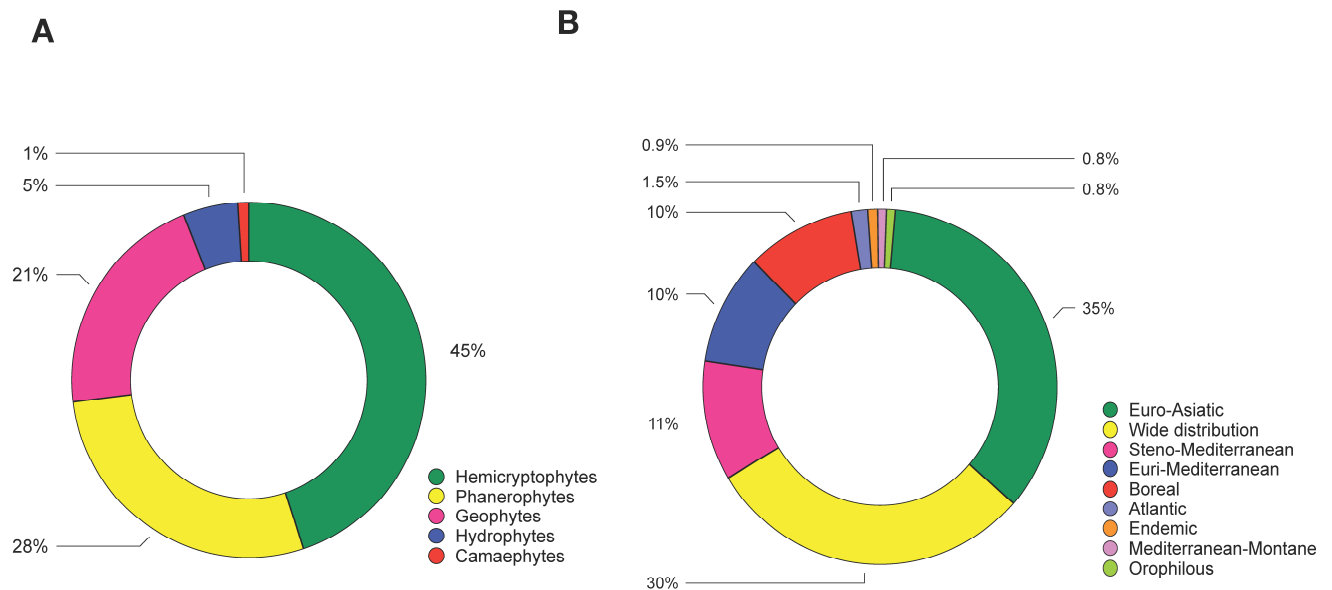 A
B
1%
5%
21%
45%
28%
Hemicryptophytes
Phanerophytes
Geophytes
Hydrophytes
Camaephytes
0.9%
0.8%
1.5%
0.8%
10%
10%
35%
11%
30%
Euro-Asiatic
Wide distribution
Steno-Mediterranean
Euri-Mediterranean
Boreal
Atlantic
Endemic
Mediterranean-Montane
Orophilous